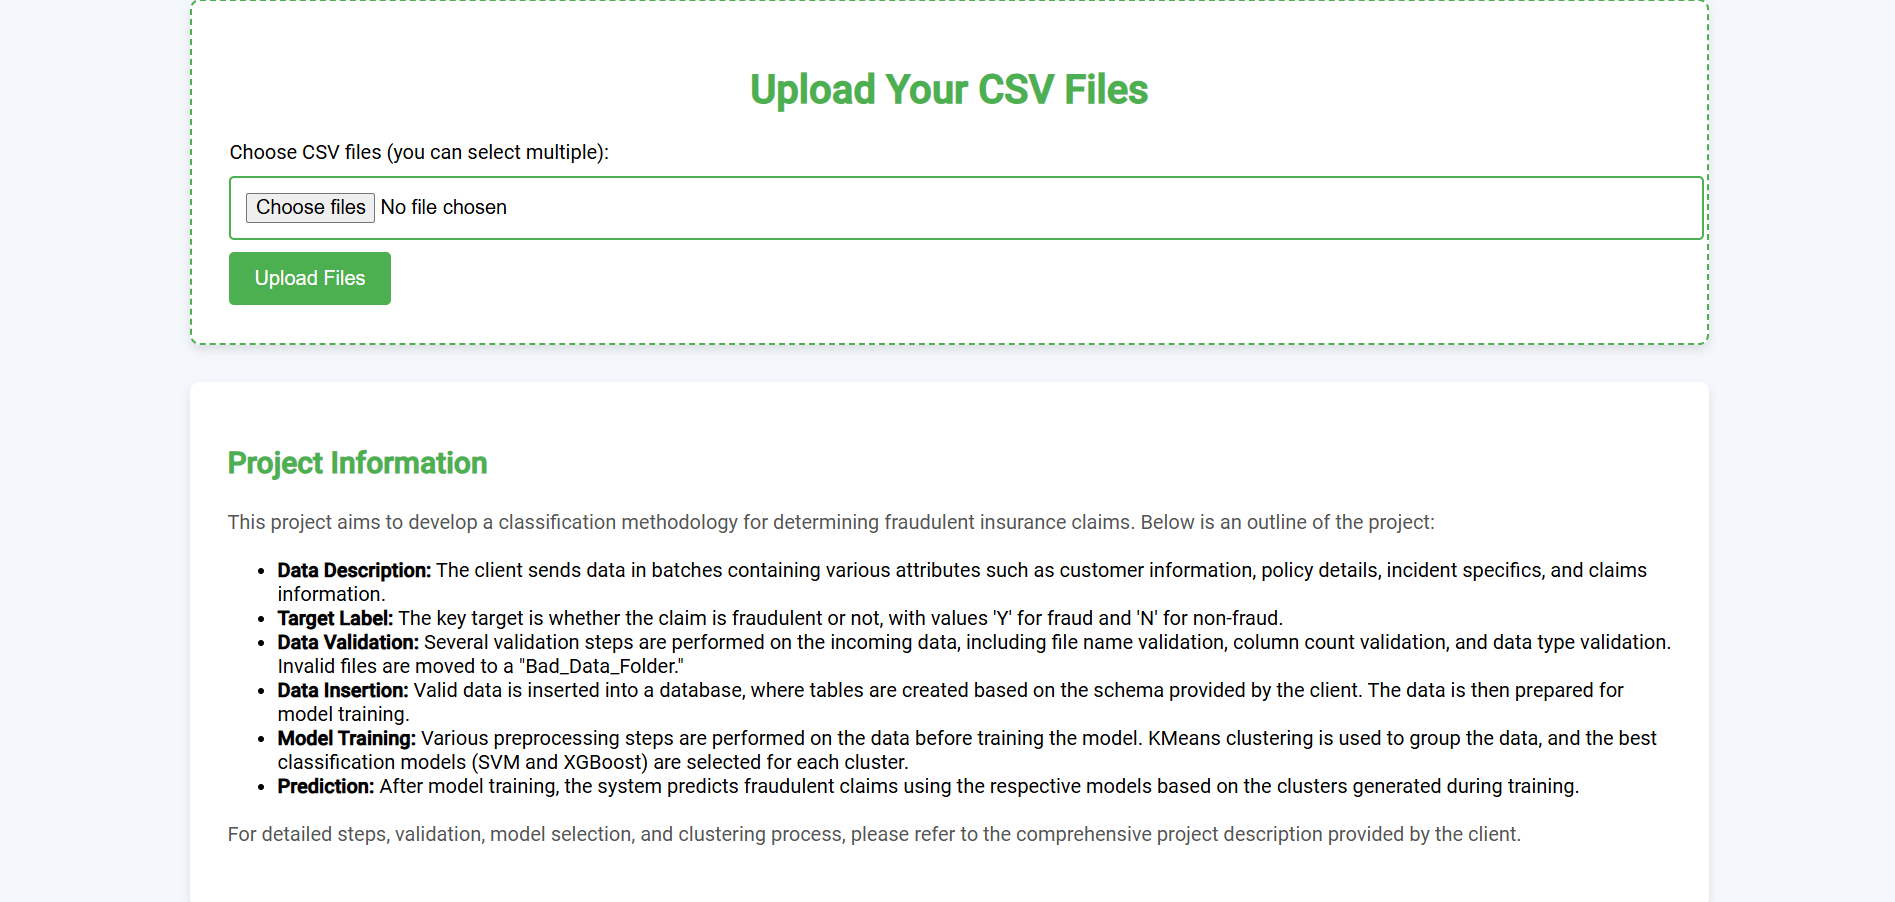 Upload Your CSV Files
Choose CSV files (you can select multiple):
Choose files No file chosen
Upload Files
Project Information
This project aims to develop a classification methodology for determining fraudulent insurance claims. Below is an outline of the project:
• Data Description: The client sends data in batches containing various attributes such as customer information, policy details, incident specifics, and claims
information.
• Target Label: The key target is whether the claim is fraudulent or not, with values 'Y' for fraud and 'N' for non-fraud.
• Data Validation: Several validation steps are performed on the incoming data, including file name validation, column count validation, and data type validation.
Invalid files are moved to a "Bad_Data_Folder."
• Data Insertion: Valid data is inserted into a database, where tables are created based on the schema provided by the client. The data is then prepared for
model training.
• Model Training: Various preprocessing steps are performed on the data before training the model. KMeans clustering is used to group the data, and the best
classification models (SVM and XGBoost) are selected for each cluster.
• Prediction: After model training, the system predicts fraudulent claims using the respective models based on the clusters generated during training.
For detailed steps, validation, model selection, and clustering process, please refer to the comprehensive project description provided by the client.